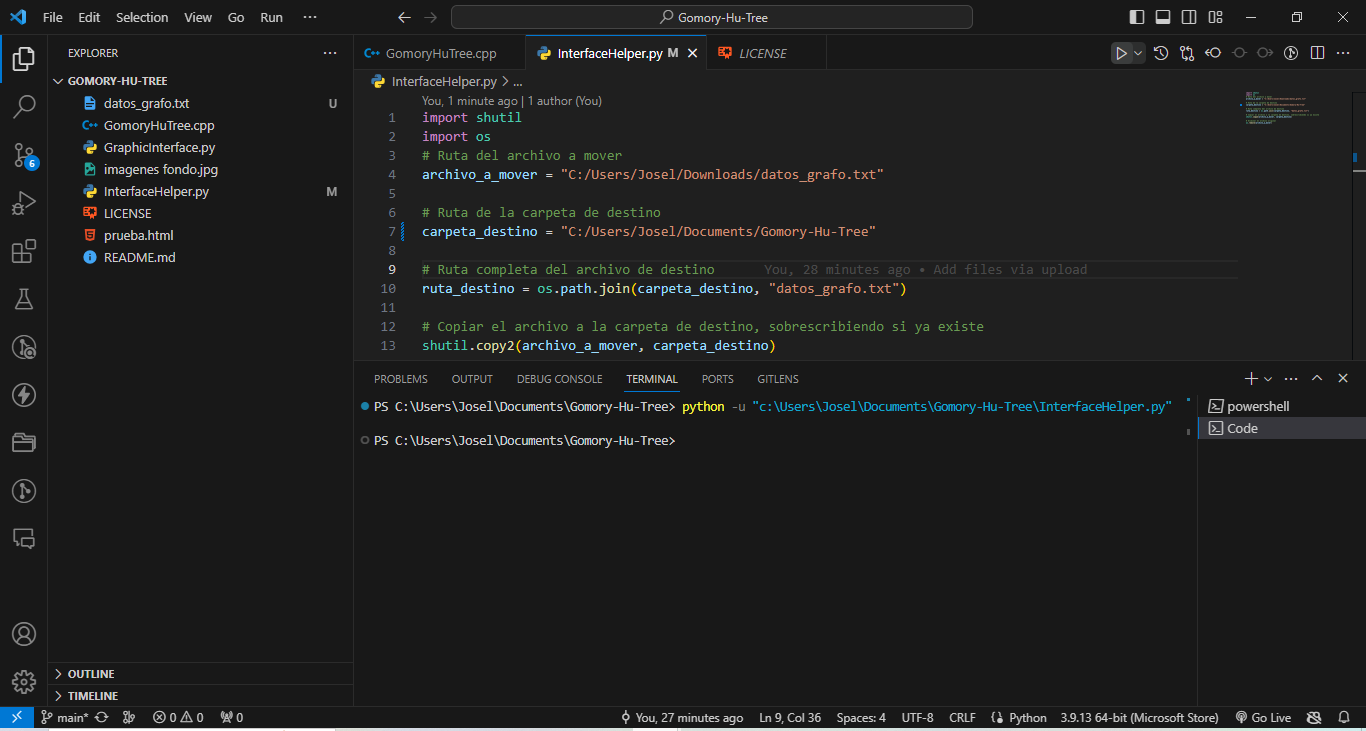 File Edit Selection View Go Run ··· Gomory-Hu-Tree
EXPLORER ···
GOMORY-HU-TREE
datos_grafo.txt U
GomoryHuTree.cpp
GraphicInterface.py
imagenes fondo.jpg
InterfaceHelper.py M
LICENSE
prueba.html
README.md
6
OUTLINE
TIMELINE
GomoryHuTree.cpp InterfaceHelper.py M LICENSE
InterfaceHelper.py > ...
You, 1 minute ago | 1 author (You)
1 import shutil
2 import os
3 # Ruta del archivo a mover
4 archivo_a_mover = "C:/Users/Josel/Downloads/datos_grafo.txt"
5
6 # Ruta de la carpeta de destino
7 carpeta_destino = "C:/Users/Josel/Documents/Gomory-Hu-Tree"
8
9 # Ruta completa del archivo de destino You, 28 minutes ago • Add files via upload
10 ruta_destino = os.path.join(carpeta_destino, "datos_grafo.txt")
11
12 # Copiar el archivo a la carpeta de destino, sobrescribiendo si ya existe
13 shutil.copy2(archivo_a_mover, carpeta_destino)
PROBLEMS OUTPUT DEBUG CONSOLE TERMINAL PORTS GITLENS
PS C:\Users\Josel\Documents\Gomory-Hu-Tree> python -u "c:\Users\Josel\Documents\Gomory-Hu-Tree\InterfaceHelper.py"
PS C:\Users\Josel\Documents\Gomory-Hu-Tree>
powershell
Code
main* 0 0 0 You, 27 minutes ago Ln 9, Col 36 Spaces: 4 UTF-8 CRLF Python 3.9.13 64-bit (Microsoft Store) Go Live